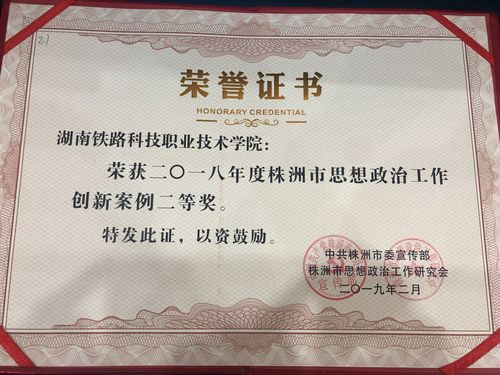 荣誉证书
HONORARY CREDENTIAL
湖南铁路科技职业技术学院：
荣获二〇一八年度株洲市思想政治工作
创新案例二等奖。
特发此证，以资鼓励。
中共株洲市委宣传部
株洲市思想政治工作研究会
二〇一九年二月